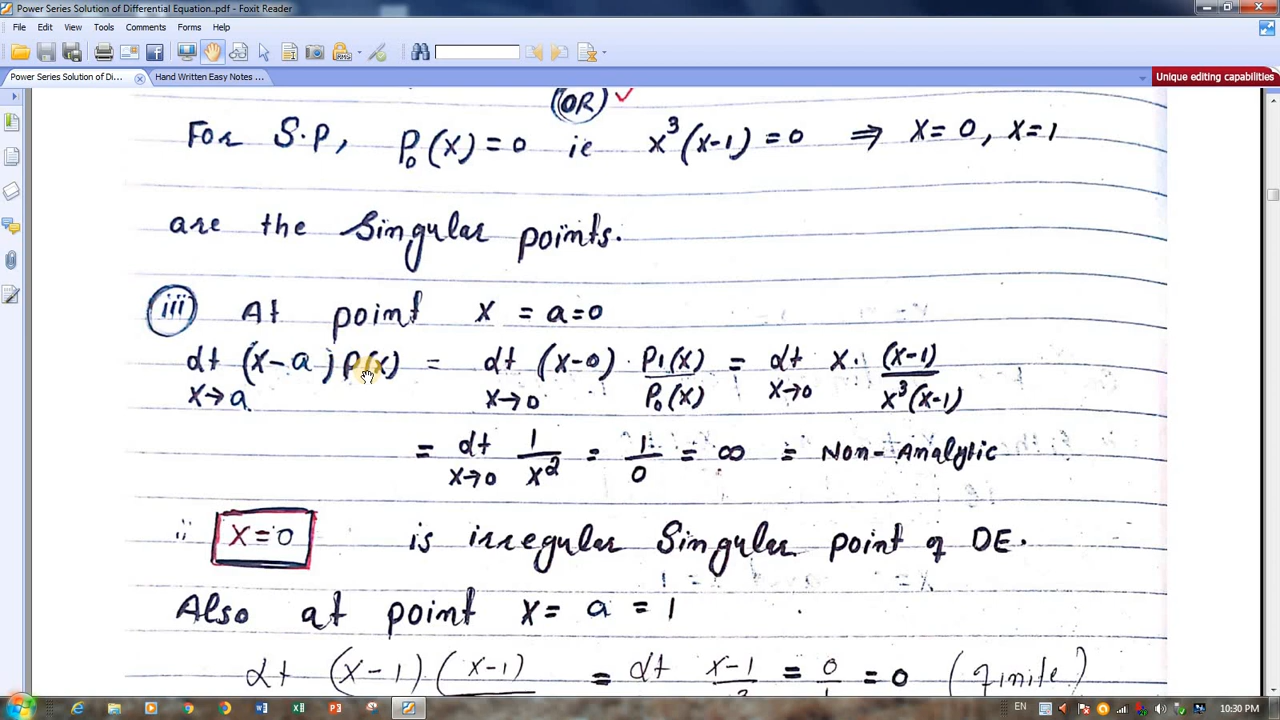 Power Series Solution of Differential Equation..pdf - Foxit Reader
File Edit View Tools Comments Forms Help
Power Series Solution of Di... Hand Written Easy Notes ... Unique editing capabilities
(OR) ✓
For S.P, P₀(x) = 0 ie x³(x-1) = 0 ⇒ x = 0, x = 1
are the Singular points.
(iii) At point x = a = 0
lt x→a (x-a) P(x) = lt x→0 (x-0) · P₁(x)/P₀(x) = lt x→0 x · (x-1)/x³(x-1)
= lt x→0 1/x² = 1/0 = ∞ = Non-Analytic
∴ x = 0 is irregular Singular point of DE.
Also at point x = a = 1
lt (x-1) (x-1) = lt x-1 = 0 = 0 (finite)
EN 10:30 PM